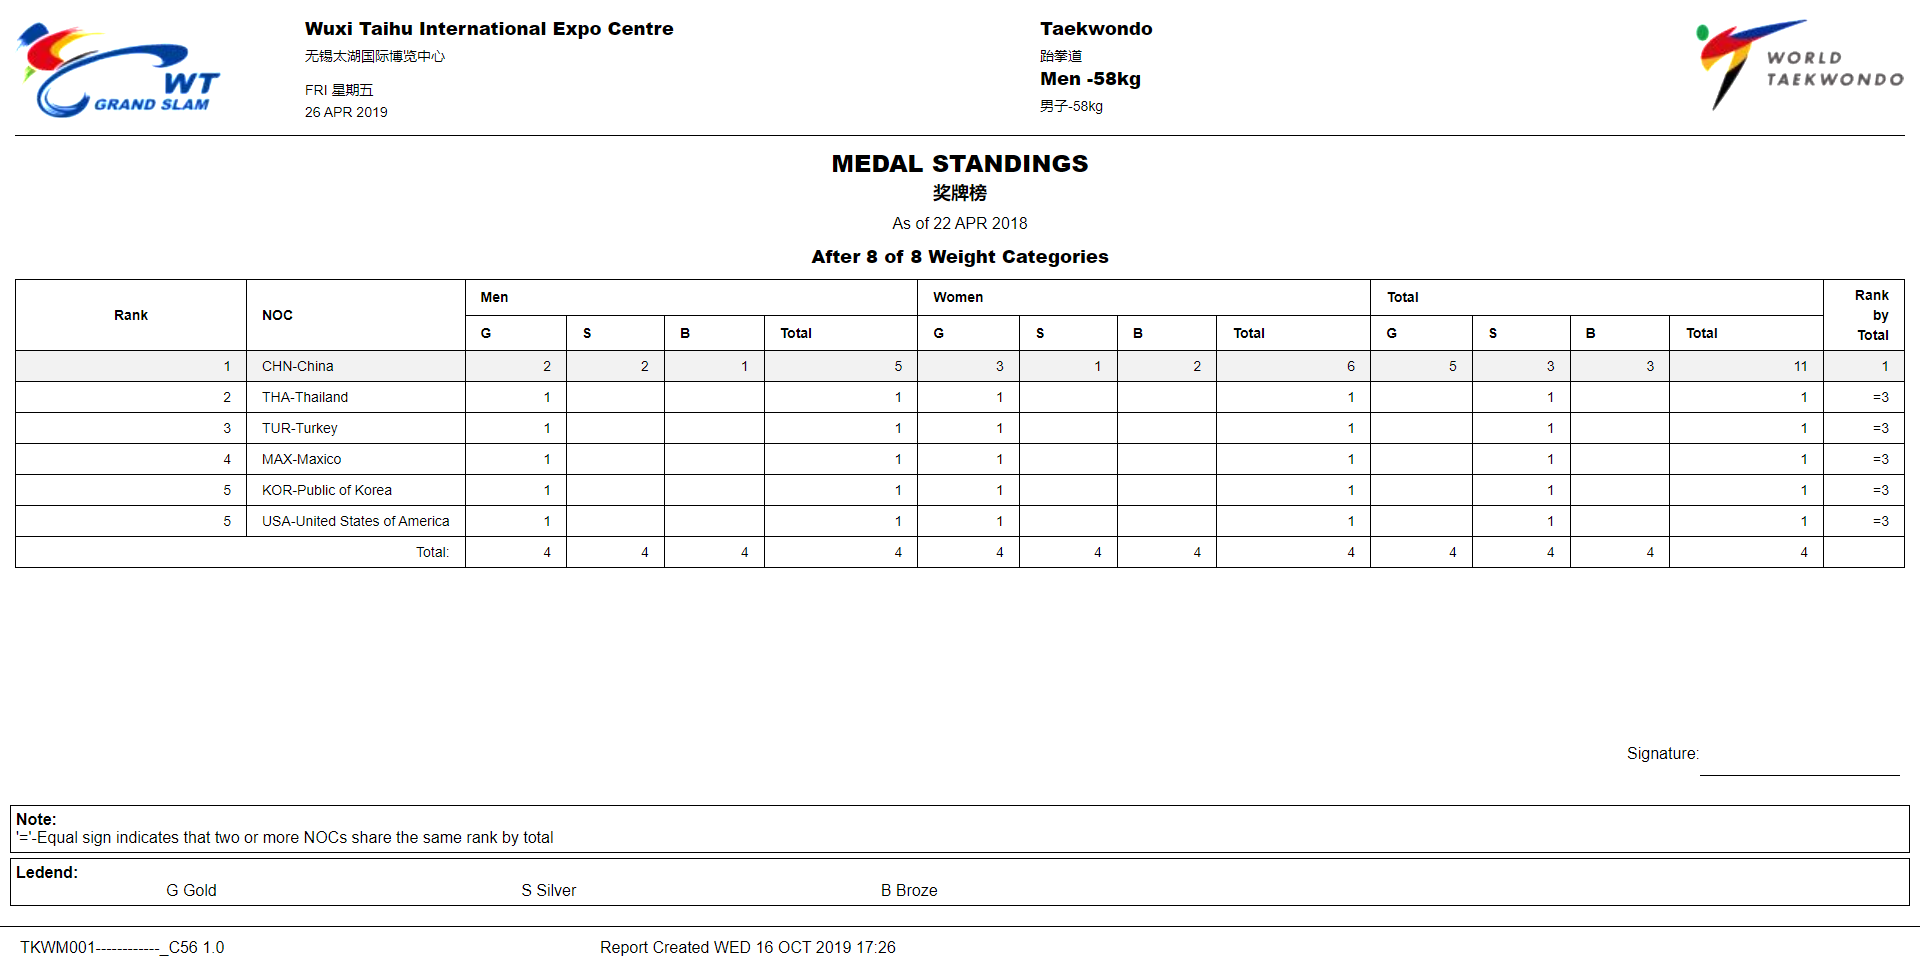 WT
GRAND SLAM
Wuxi Taihu International Expo Centre
无锡太湖国际博览中心
FRI 星期五
26 APR 2019
Taekwondo
跆拳道
Men -58kg
男子-58kg
WORLD
TAEKWONDO
MEDAL STANDINGS
奖牌榜
As of 22 APR 2018
After 8 of 8 Weight Categories
Rank NOC Men Women Total Rank by Total
G S B Total G S B Total G S B Total
1 CHN-China 2 2 1 5 3 1 2 6 5 3 3 11 1
2 THA-Thailand 1 1 1 1 1 1 =3
3 TUR-Turkey 1 1 1 1 1 1 =3
4 MAX-Maxico 1 1 1 1 1 1 =3
5 KOR-Public of Korea 1 1 1 1 1 1 =3
5 USA-United States of America 1 1 1 1 1 1 =3
Total: 4 4 4 4 4 4 4 4 4 4 4 4
Signature:
Note:
'='-Equal sign indicates that two or more NOCs share the same rank by total
Ledend:
G Gold S Silver B Broze
TKWM001------------_C56 1.0 Report Created WED 16 OCT 2019 17:26